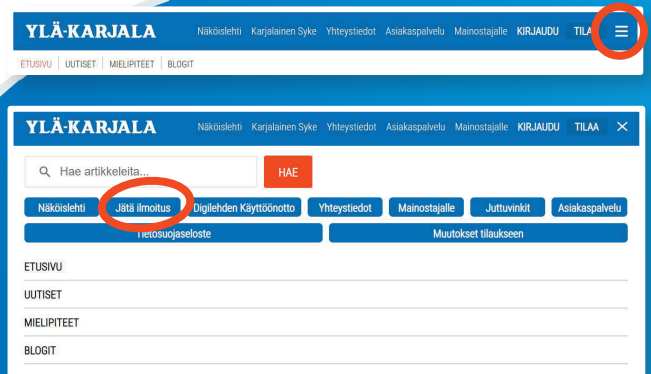 YLÄ-KARJALA Näköislehti Karjalainen Syke Yhteystiedot Asiakaspalvelu Mainostajalle KIRJAUDU
ETUSIVU UUTISET MIELIPITEET BLOGIT
YLÄ-KARJALA Näköislehti Karjalainen Syke Yhteystiedot Asiakaspalvelu Mainostajalle KIRJAUDU TILAA
Hae artikkeleita... HAE
Näköislehti Jätä ilmoitus Digilehden Käyttöönotto Yhteystiedot Mainostajalle Juttuvinkit Asiakaspalvelu
Tietosuojaseloste Muutokset tilaukseen
ETUSIVU
UUTISET
MIELIPITEET
BLOGIT